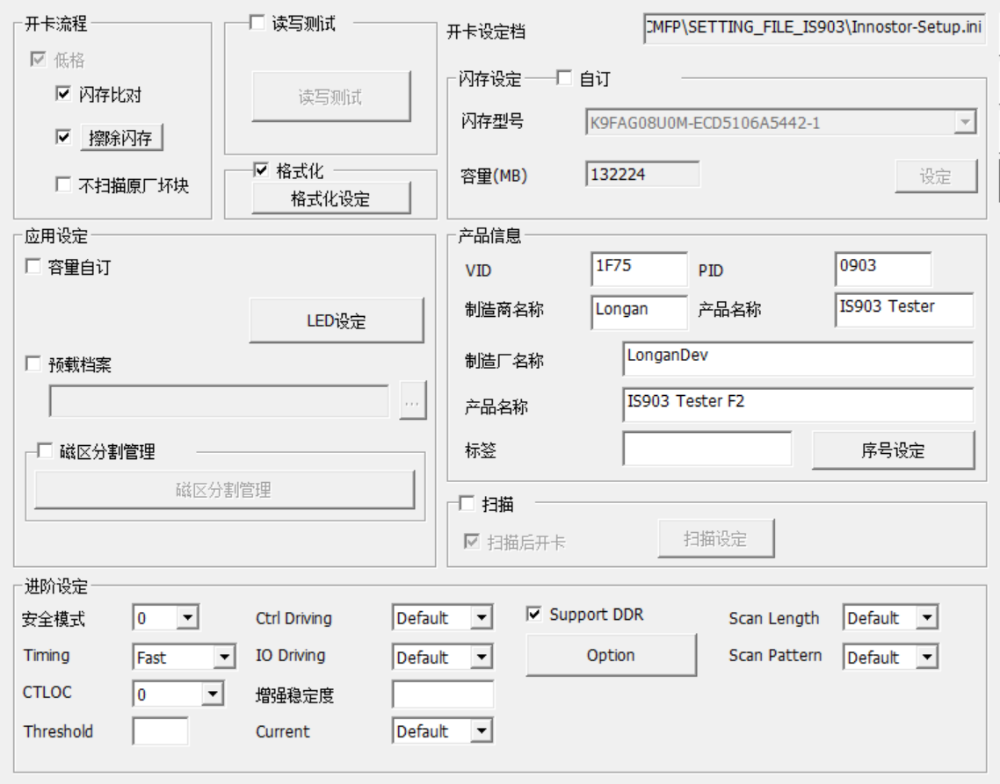 开卡流程
低格
闪存比对
擦除闪存
不扫描原厂坏块
读写测试
读写测试
格式化
格式化设定
开卡设定档
CMFP\SETTING_FILE_IS903\Innostor-Setup.ini
闪存设定 自订
闪存型号 K9FAG08U0M-ECD5106A5442-1
容量(MB) 132224 设定
应用设定
容量自订
LED设定
预载档案
...
磁区分割管理
磁区分割管理
产品信息
VID 1F75 PID 0903
制造商名称 Longan 产品名称 IS903 Tester
制造厂名称 LonganDev
产品名称 IS903 Tester F2
标签 序号设定
扫描
扫描后开卡 扫描设定
进阶设定
安全模式 0 Ctrl Driving Default Support DDR Scan Length Default
Timing Fast IO Driving Default Option Scan Pattern Default
CTLOC 0 增强稳定度
Threshold Current Default